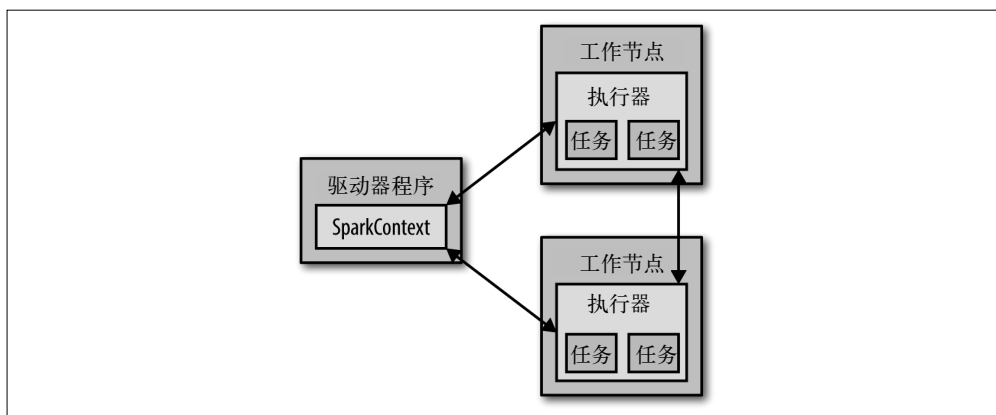 驱动器程序
SparkContext
工作节点
执行器
任务 任务
工作节点
执行器
任务 任务